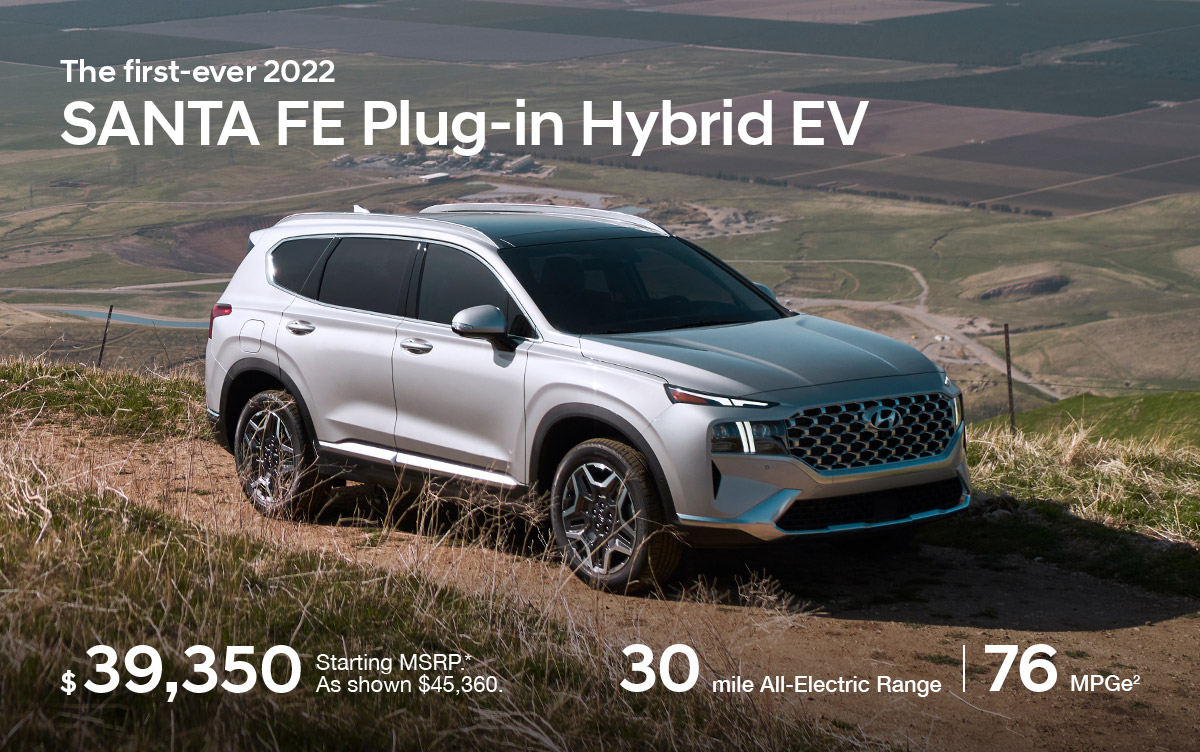 The first-ever 2022
SANTA FE Plug-in Hybrid EV
$39,350 Starting MSRP.*
As shown $45,360.
30 mile All-Electric Range | 76 MPGe²